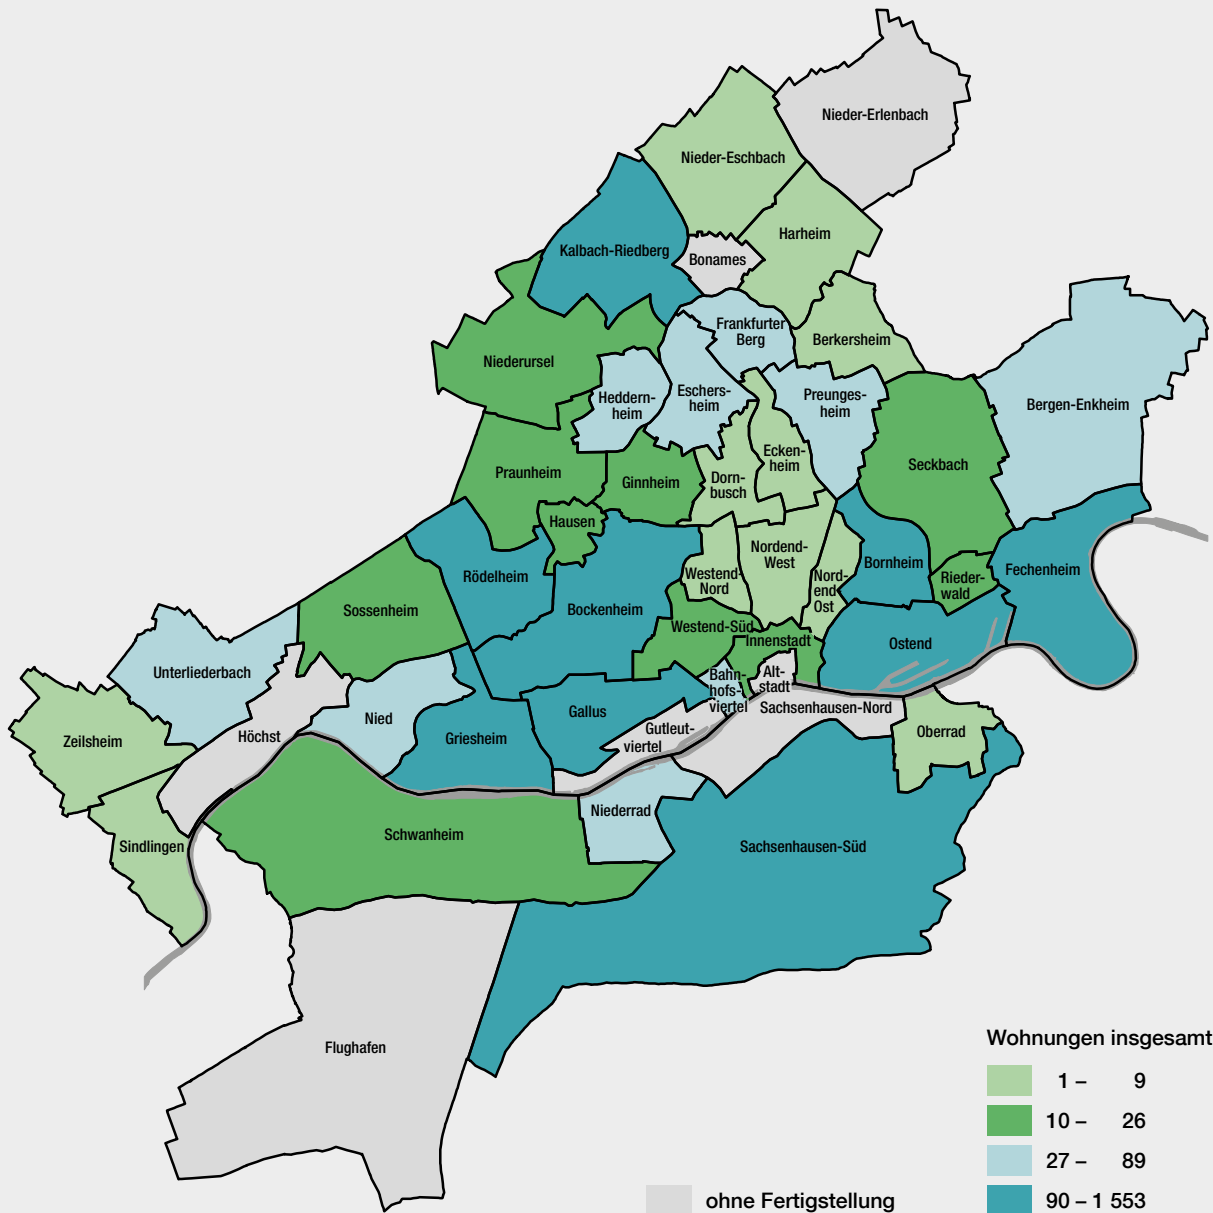 Nieder-Erlenbach
Nieder-Eschbach
Harheim
Kalbach-Riedberg
Bonames
Frankfurter
Berg
Berkersheim
Niederursel
Heddern-
heim
Eschers-
heim
Preunges-
heim
Bergen-Enkheim
Praunheim
Ginnheim
Dorn-
busch
Ecken-
heim
Seckbach
Hausen
Rödelheim
Bockenheim
Westend-
Nord
Nordend-
West
Nord-
end
Ost
Bornheim
Rieder-
wald
Fechenheim
Sossenheim
Westend-Süd
Innenstadt
Ostend
Unterliederbach
Bahn-
hofs-
viertel
Alt-
stadt
Zeilsheim
Höchst
Nied
Griesheim
Gallus
Gutleut-
viertel
Sachsenhausen-Nord
Oberrad
Sindlingen
Schwanheim
Niederrad
Sachsenhausen-Süd
Flughafen
Wohnungen insgesamt
1 – 9
10 – 26
27 – 89
90 – 1 553
ohne Fertigstellung